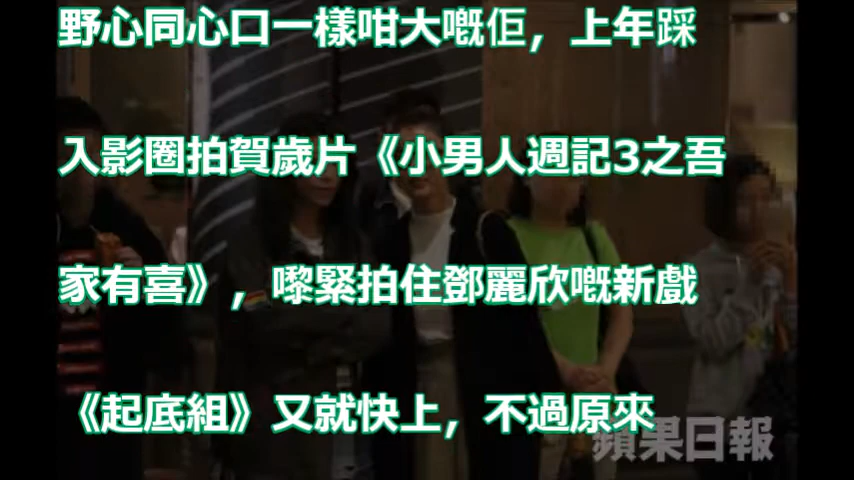 野心同心口一樣咁大嘅佢，上年踩
入影圈拍賀歲片《小男人週記3之吾
家有喜》，嚟緊拍住鄧麗欣嘅新戲
《起底組》又就快上，不過原來
蘋果日報